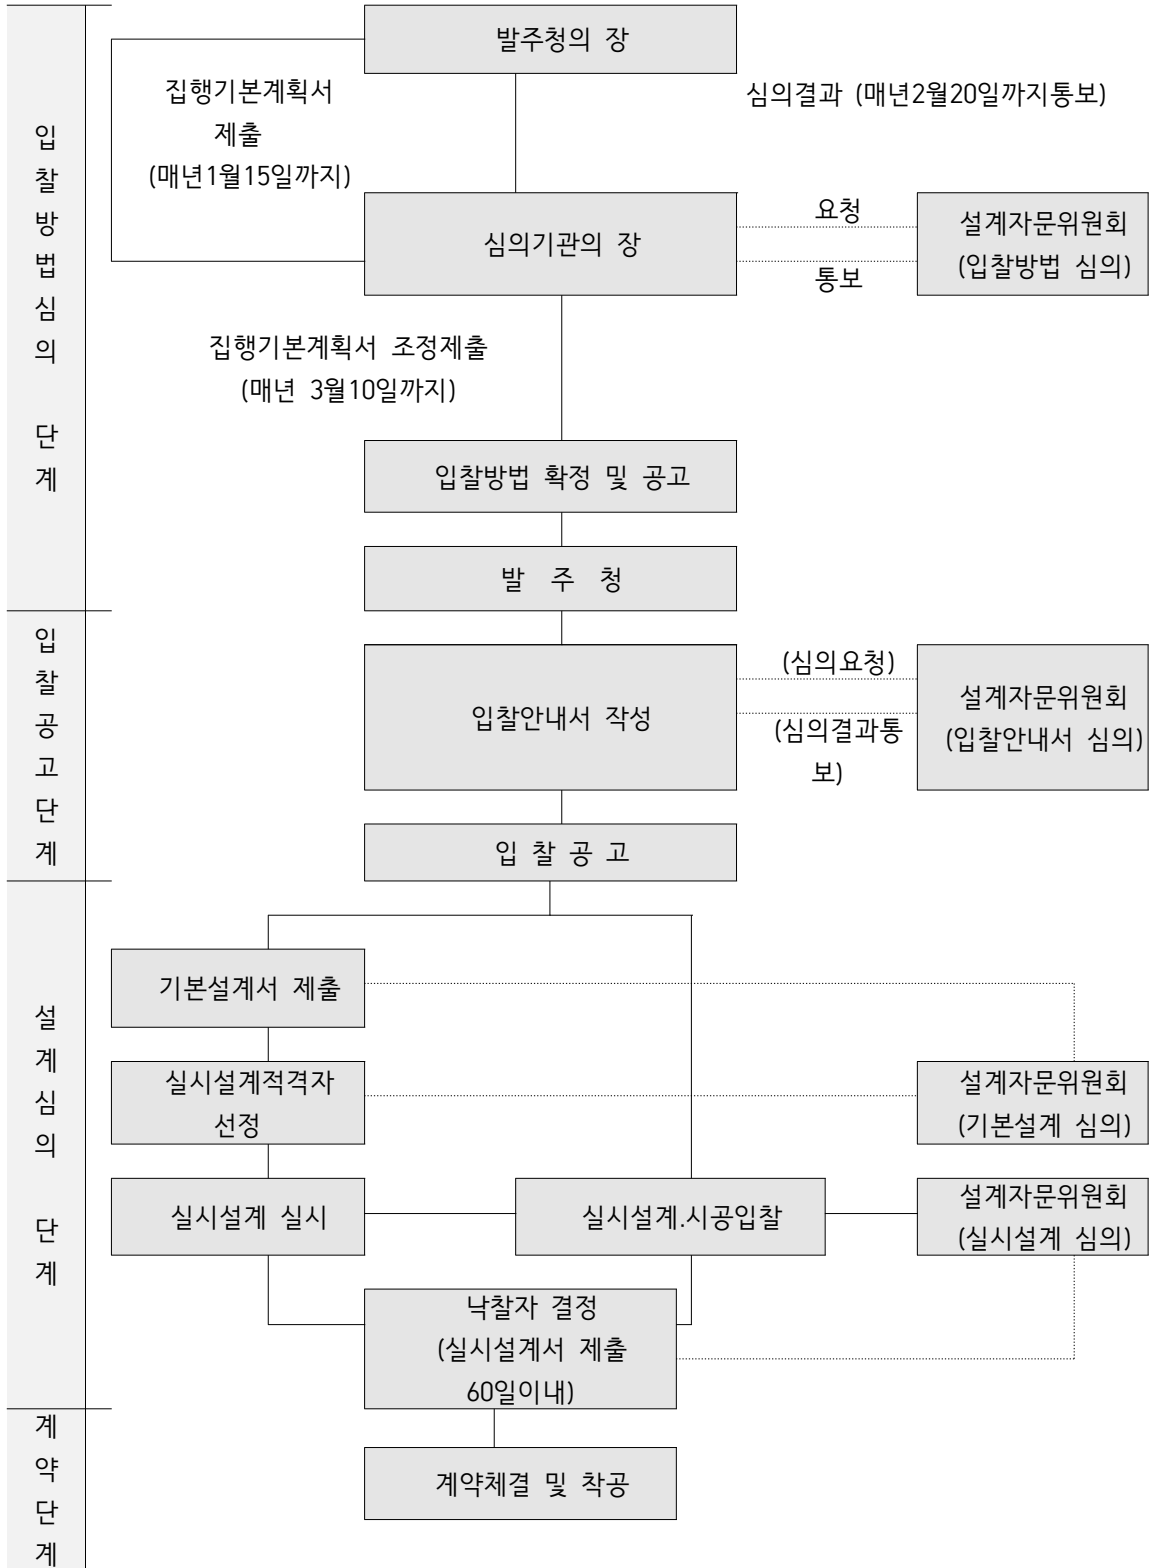 입찰방법심의 단계
발주청의 장
집행기본계획서
제출
(매년1월15일까지)
심의결과 (매년2월20일까지통보)
심의기관의 장
요청
통보
설계자문위원회
(입찰방법 심의)
집행기본계획서 조정제출
(매년 3월10일까지)
입찰방법 확정 및 공고
발 주 청
입찰공고단계
입찰안내서 작성
(심의요청)
(심의결과통
보)
설계자문위원회
(입찰안내서 심의)
입 찰 공 고
설계심의 단계
기본설계서 제출
실시설계적격자
선정
설계자문위원회
(기본설계 심의)
실시설계 실시
실시설계.시공입찰
설계자문위원회
(실시설계 심의)
낙찰자 결정
(실시설계서 제출
60일이내)
계약단계
계약체결 및 착공